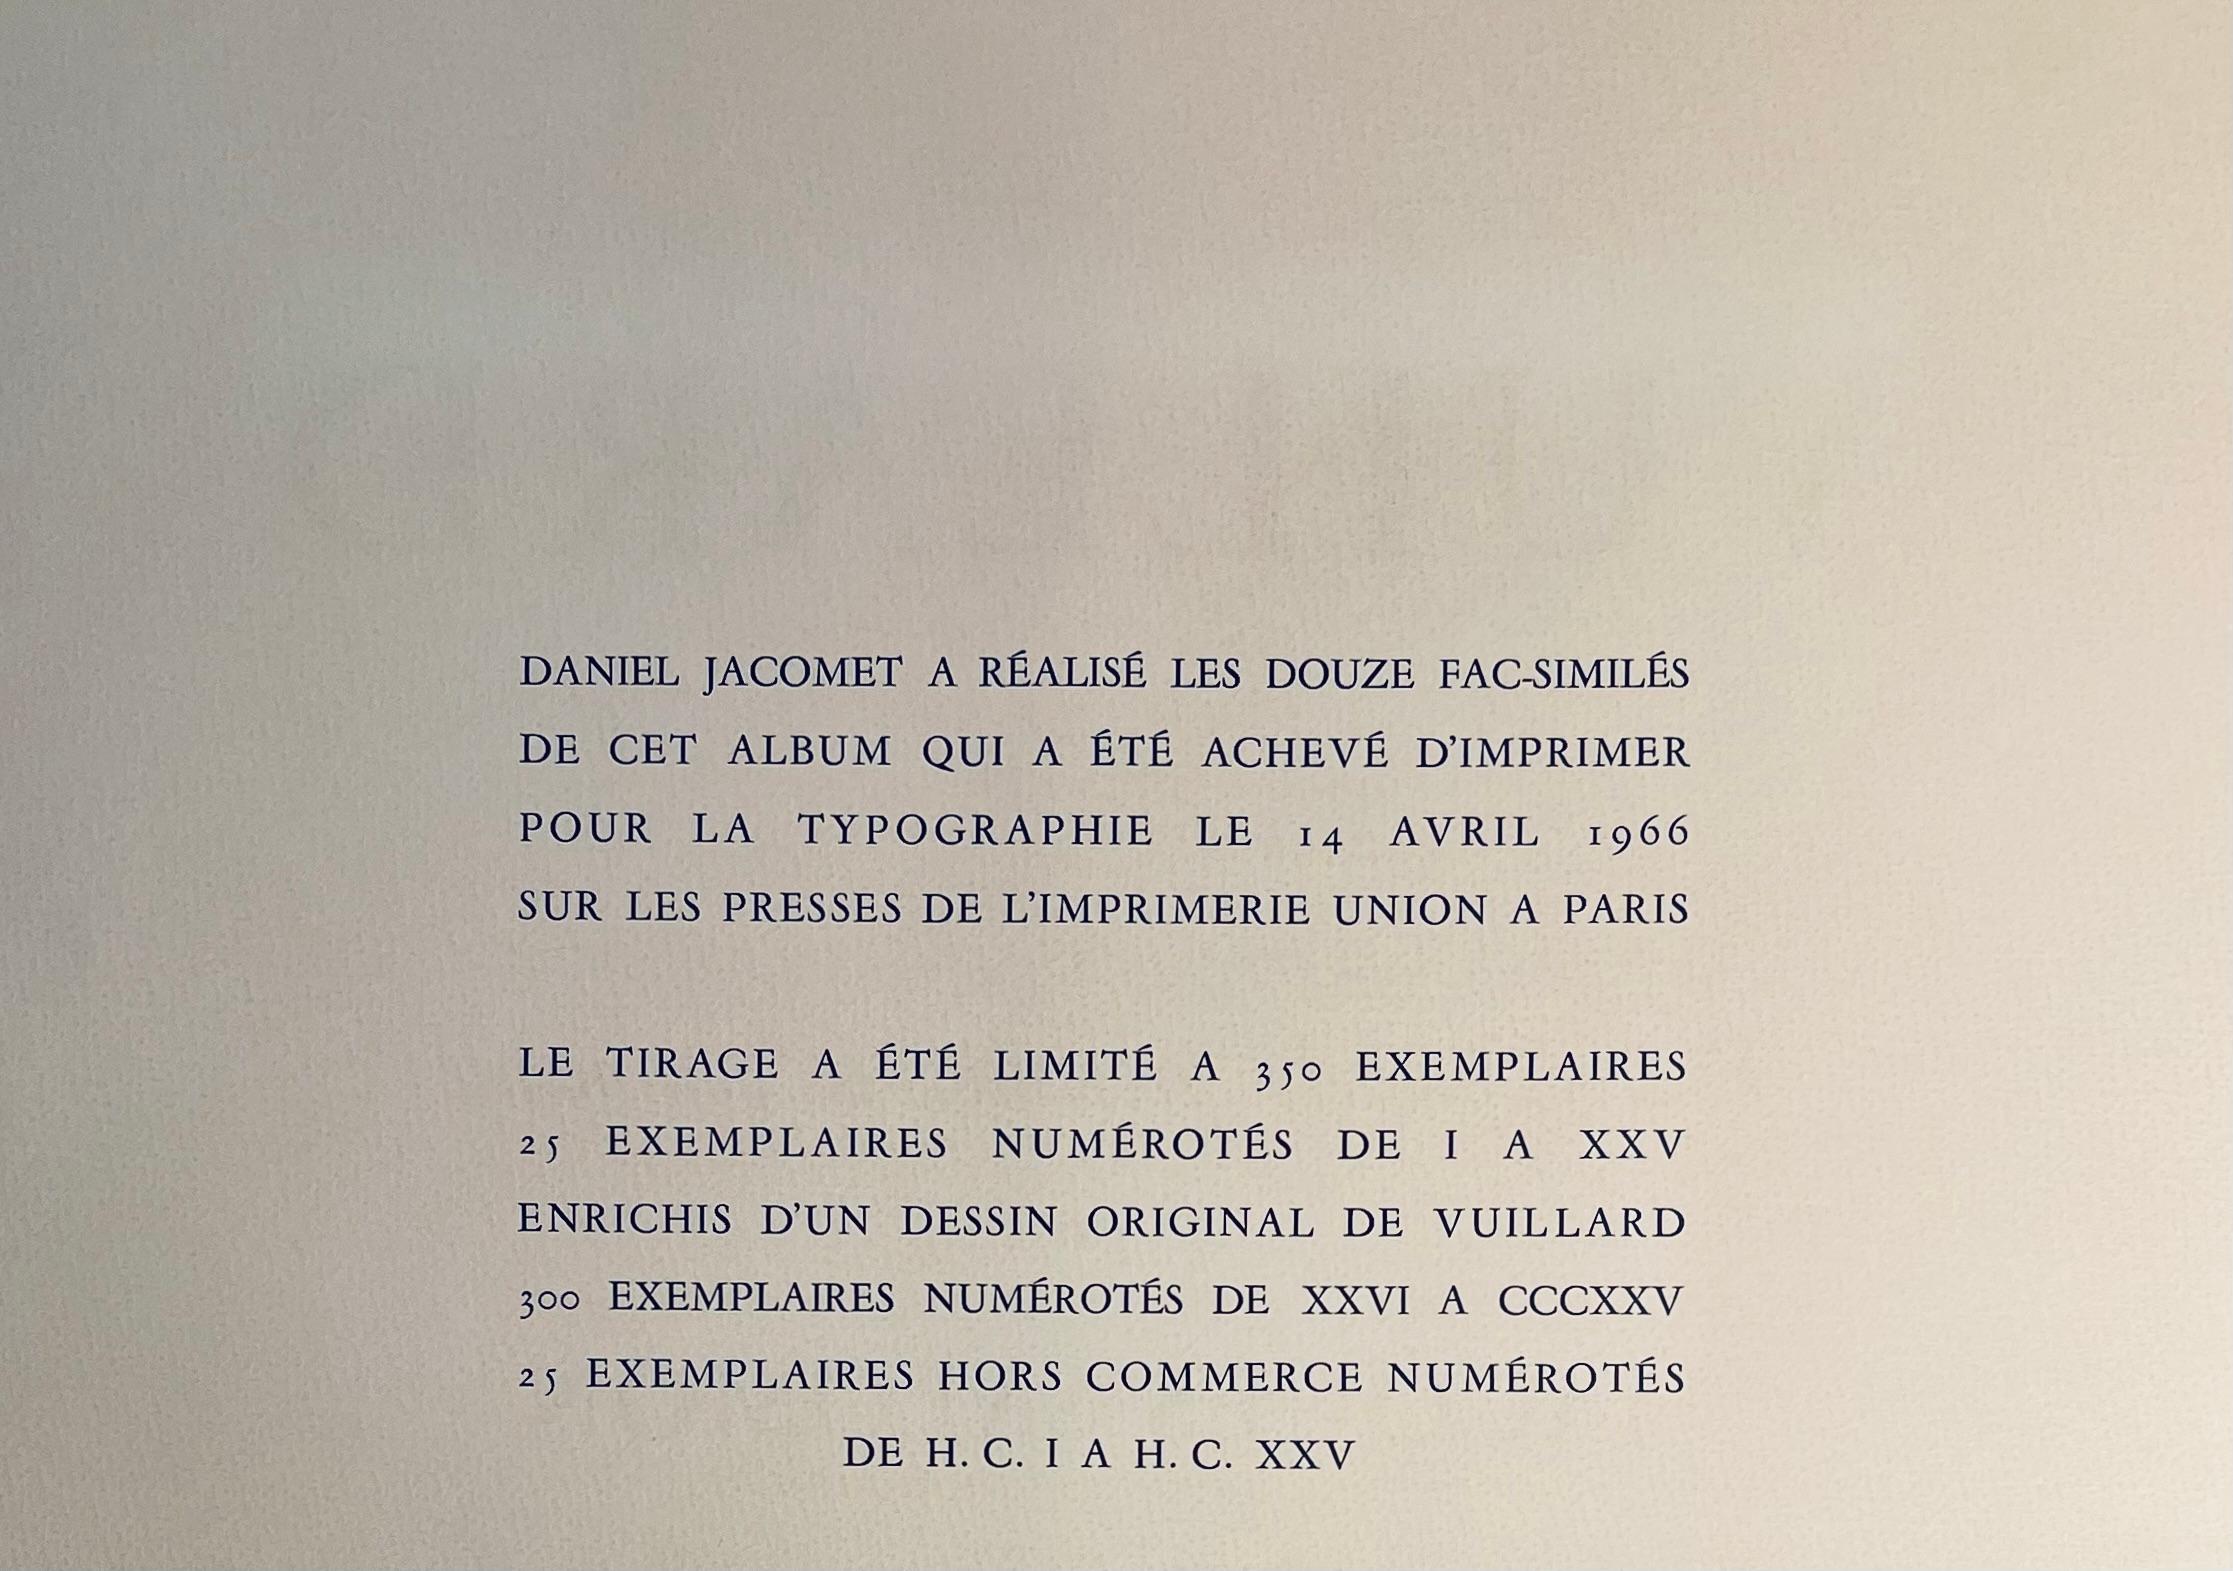 DANIEL JACOMET A RÉALISÉ LES DOUZE FAC-SIMILÉS
DE CET ALBUM QUI A ÉTÉ ACHEVÉ D'IMPRIMER
POUR LA TYPOGRAPHIE LE 14 AVRIL 1966
SUR LES PRESSES DE L'IMPRIMERIE UNION A PARIS
LE TIRAGE A ÉTÉ LIMITÉ A 350 EXEMPLAIRES
25 EXEMPLAIRES NUMÉROTÉS DE I A XXV
ENRICHIS D'UN DESSIN ORIGINAL DE VUILLARD
300 EXEMPLAIRES NUMÉROTÉS DE XXVI A CCCXXV
25 EXEMPLAIRES HORS COMMERCE NUMÉROTÉS
DE H. C. I A H. C. XXV